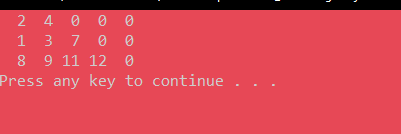 2 4 0 0 0
1 3 7 0 0
8 9 11 12 0
Press any key to continue . . .